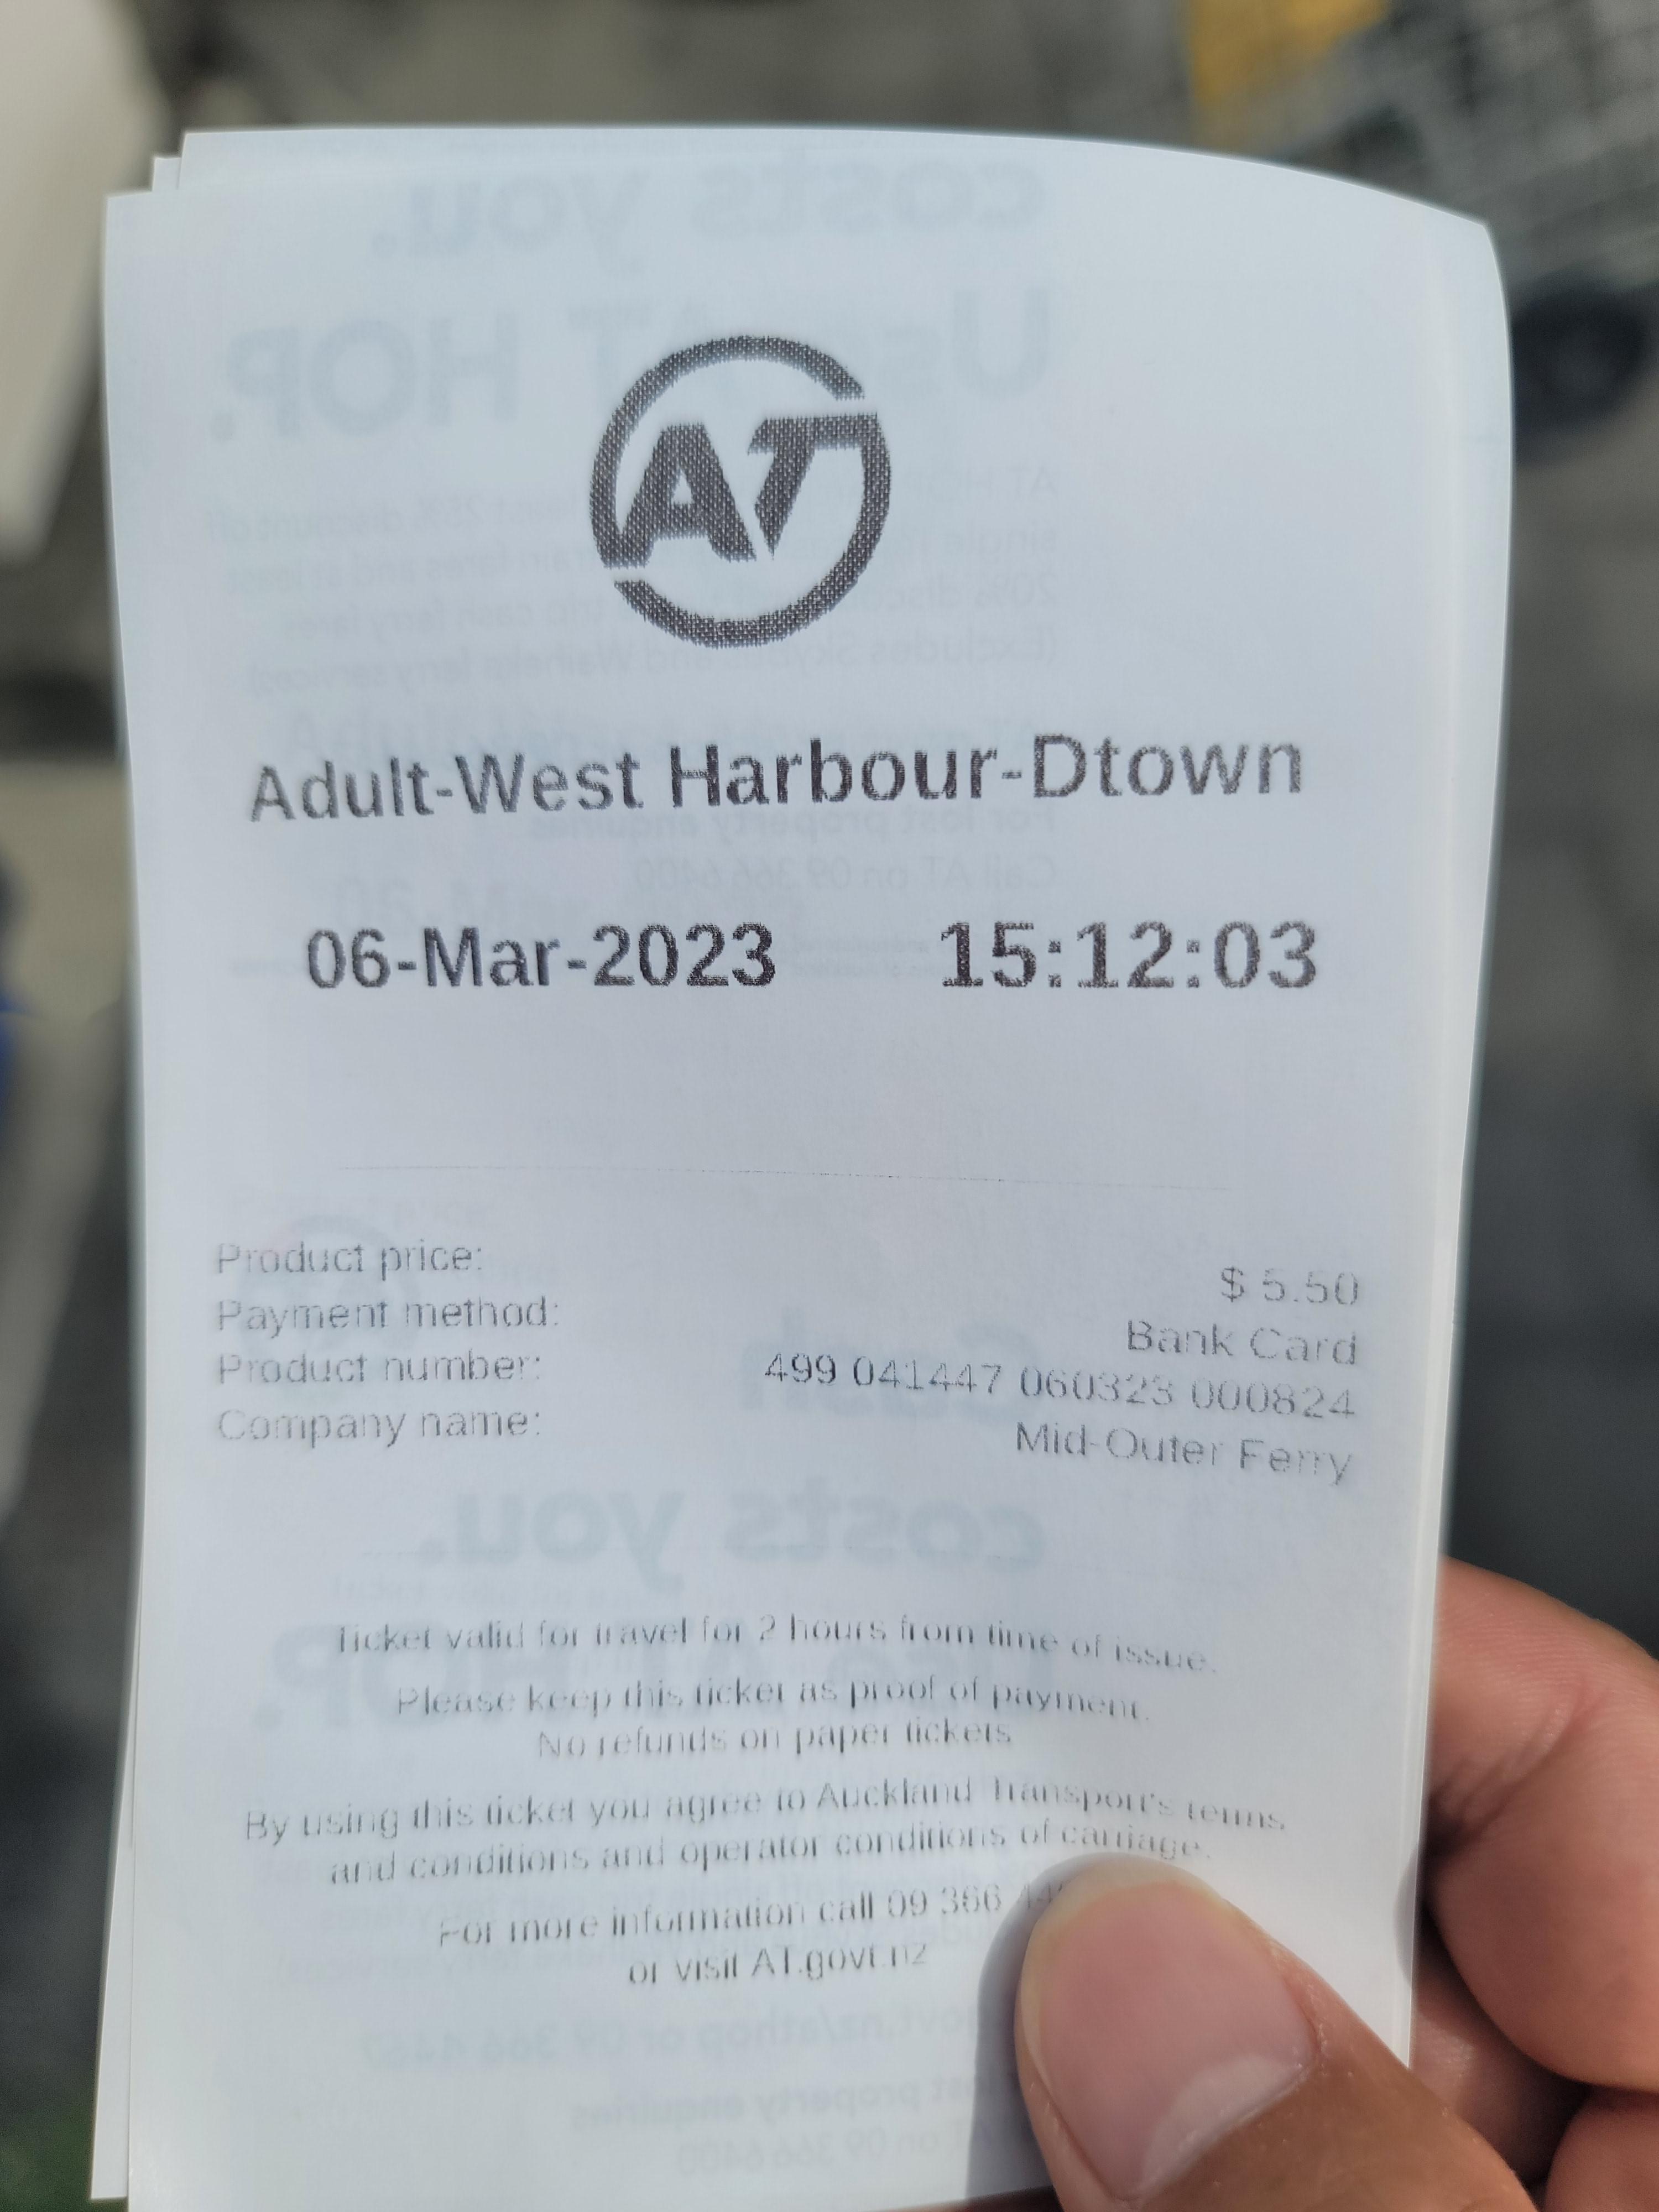 AT
Adult-West Harbour-Dtown
06-Mar-2023 15:12:03
Product price: $ 5.50
Payment method: Bank Card
Product number: 499 041447 060323 000824
Company name: Mid-Outer Ferry
Ticket valid for travel for 2 hours from time of issue.
Please keep this ticket as proof of payment.
No refunds on paper tickets
By using this ticket you agree to Auckland Transport's terms
and conditions and operator conditions of carriage.
For more information call 09 366
or visit AT.govt.nz